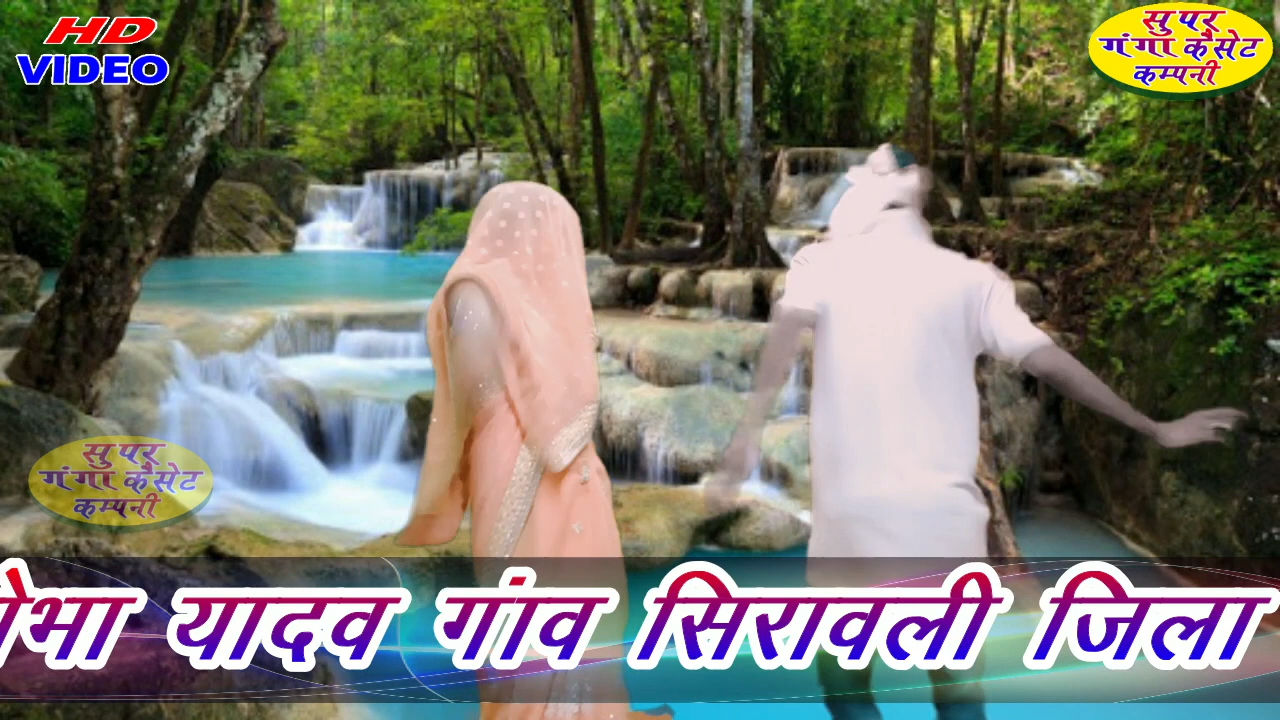 HD
VIDEO
सुपर
गंगा कैसेट
कम्पनी
सुपर
गंगा कैसेट
कम्पनी
यादव गांव सिरावली जिला